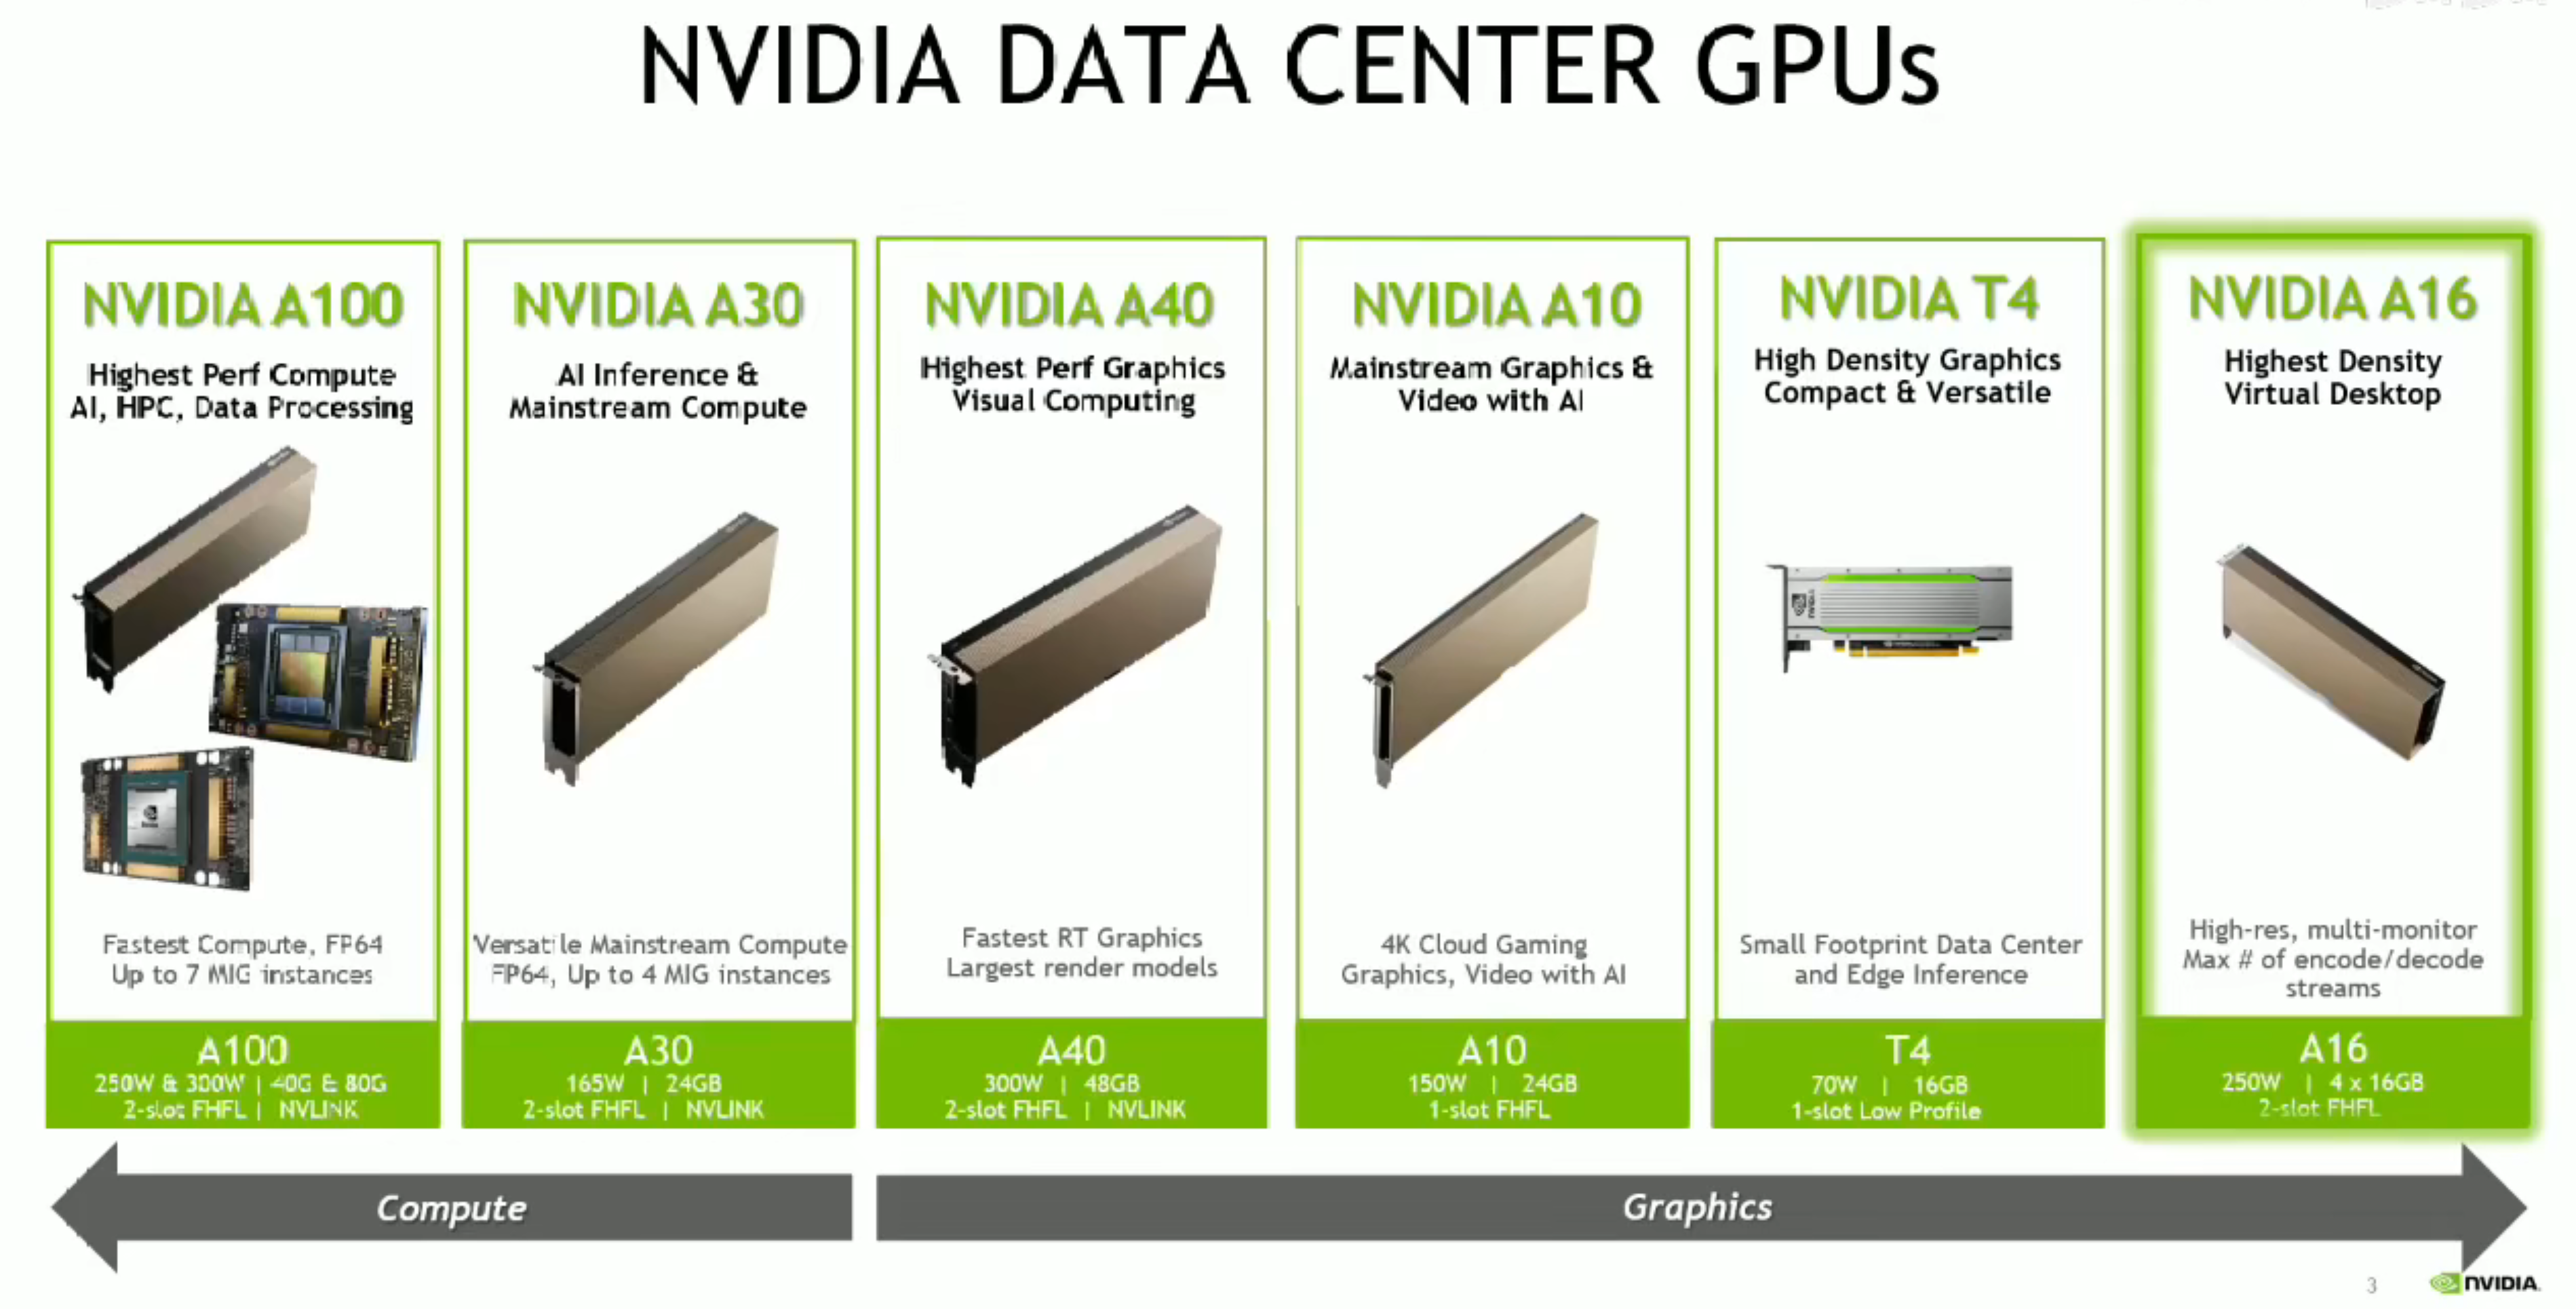 NVIDIA DATA CENTER GPUs
NVIDIA A100
Highest Perf Compute
AI, HPC, Data Processing
Fastest Compute, FP64
Up to 7 MIG instances
A100
250W & 300W | 40G & 80G
2-slot FHFL | NVLINK
NVIDIA A30
AI Inference &
Mainstream Compute
Versatile Mainstream Compute
FP64, Up to 4 MIG instances
A30
165W | 24GB
2-slot FHFL | NVLINK
NVIDIA A40
Highest Perf Graphics
Visual Computing
Fastest RT Graphics
Largest render models
A40
300W | 48GB
2-slot FHFL | NVLINK
NVIDIA A10
Mainstream Graphics &
Video with AI
4K Cloud Gaming
Graphics, Video with AI
A10
150W | 24GB
1-slot FHFL
NVIDIA T4
High Density Graphics
Compact & Versatile
NVIDIA
Small Footprint Data Center
and Edge Inference
T4
70W | 16GB
1-slot Low Profile
NVIDIA A16
Highest Density
Virtual Desktop
High-res, multi-monitor
Max # of encode/decode
streams
A16
250W | 4 x 16GB
2-slot FHFL
Compute
Graphics
3
NVIDIA.